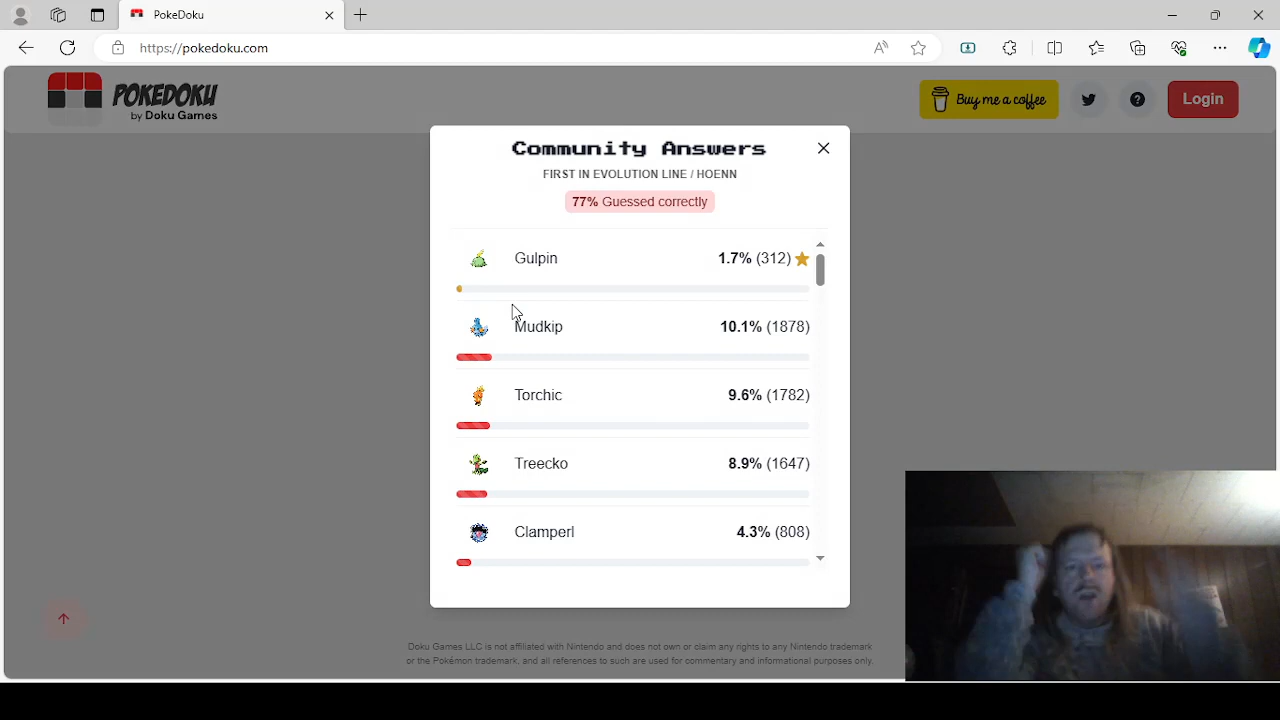 PokeDoku
https://pokedoku.com
POKEDOKU
by Doku Games
Buy me a coffee
Login
Community Answers
FIRST IN EVOLUTION LINE / HOENN
77% Guessed correctly
Gulpin 1.7% (312)
Mudkip 10.1% (1878)
Torchic 9.6% (1782)
Treecko 8.9% (1647)
Clamperl 4.3% (808)
Doku Games LLC is not affiliated with Nintendo and does not own or claim any rights to any Nintendo trademark
or the Pokémon trademark, and all references to such are used for commentary and informational purposes only.